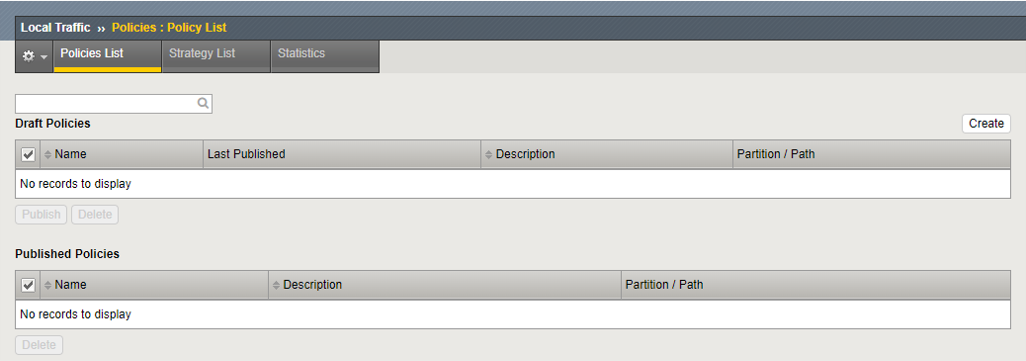 Local Traffic ›› Policies : Policy List
Policies List Strategy List Statistics
Draft Policies Create
Name Last Published Description Partition / Path
No records to display
Publish Delete
Published Policies
Name Description Partition / Path
No records to display
Delete